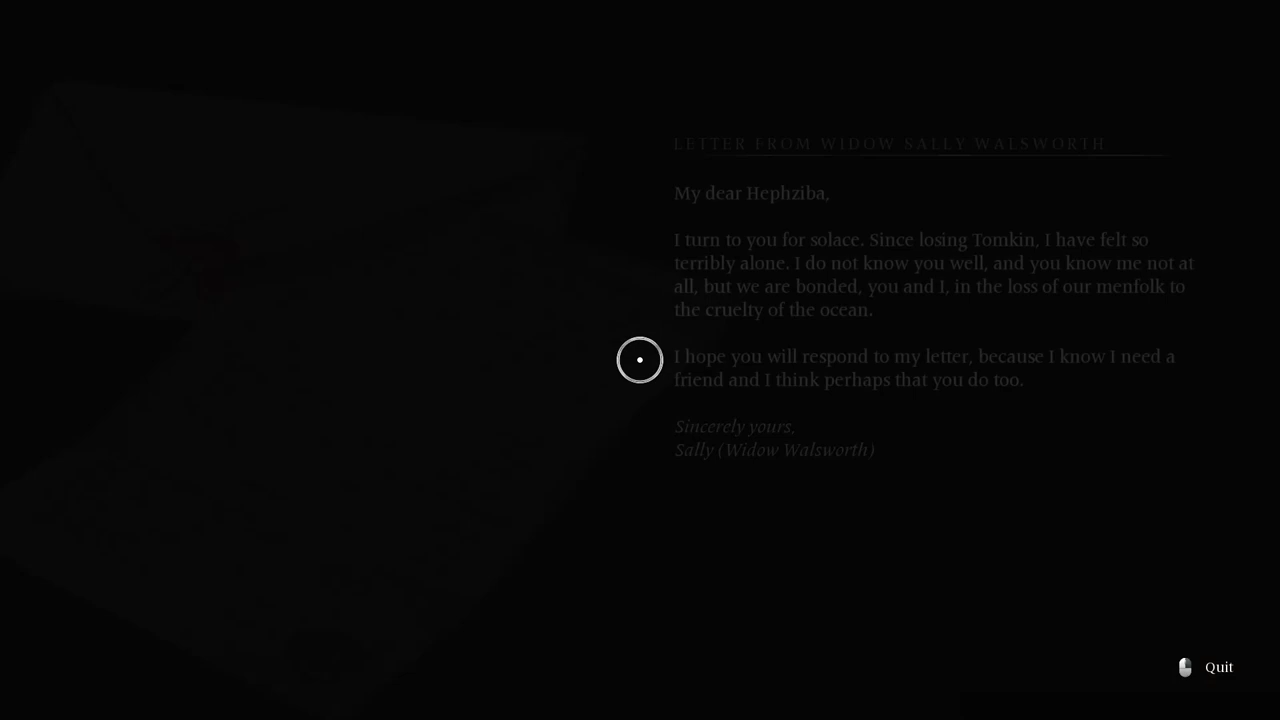 LETTER FROM WIDOW SALLY WALSWORTH
My dear Hephziba,
I turn to you for solace. Since losing Tomkin, I have felt so
terribly alone. I do not know you well, and you know me not at
all, but we are bonded, you and I, in the loss of our menfolk to
the cruelty of the ocean.
I hope you will respond to my letter, because I know I need a
friend and I think perhaps that you do too.
Sincerely yours,
Sally (Widow Walsworth)
Quit